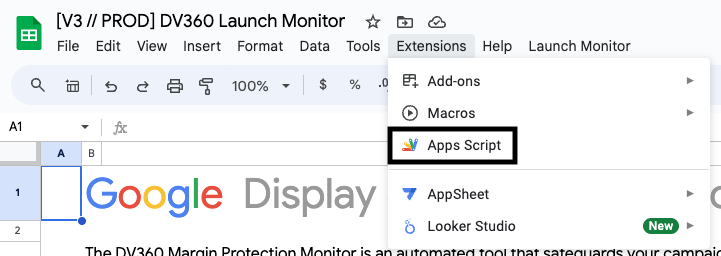 [V3 // PROD] DV360 Launch Monitor
File Edit View Insert Format Data Tools Extensions Help Launch Monitor
100% $ % .0
Add-ons
Macros
Apps Script
AppSheet
Looker Studio New
A1 fx
A B
1
Google Display
2
The DV360 Margin Protection Monitor is an automated tool that safeguards your campaig